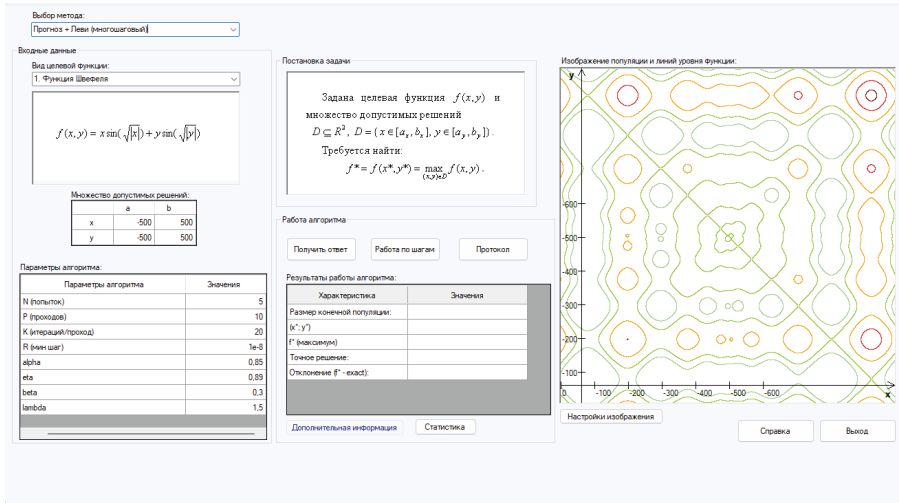 Выбор метода:
Прогноз + Леви (многошаговый)
Входные данные
Вид целевой функции:
1. Функция Швефеля
f(x, y) = x sin(√|x|) + y sin(√|y|)
Множество допустимых решений:
a b
x -500 500
y -500 500
Параметры алгоритма:
Параметры алгоритма Значения
N (попыток) 5
P (проходов) 10
K (итераций/проход) 20
R (мин шаг) 1e-8
alpha 0,85
eta 0,89
beta 0,3
lambda 1,5
Постановка задачи
Задана целевая функция f(x, y) и
множество допустимых решений
D ⊆ R², D = { x ∈ [aₓ, bₓ], y ∈ [a_y, b_y] } .
Требуется найти:
f* = f(x*, y*) = max f(x, y) .
(x,y)∈D
Работа алгоритма
Получить ответ Работа по шагам Протокол
Результаты работы алгоритма:
Характеристика Значения
Размер конечной популяции:
(x*; y*)
f* (максимум)
Точное решение:
Отклонение (f* - exact):
Дополнительная информация Статистика
Изображение популяции и линий уровня функции:
y
-600
-500
-400
-300
-200
-100
0 -100 -200 -300 -400 -500 -600 x
Настройки изображения
Справка Выход